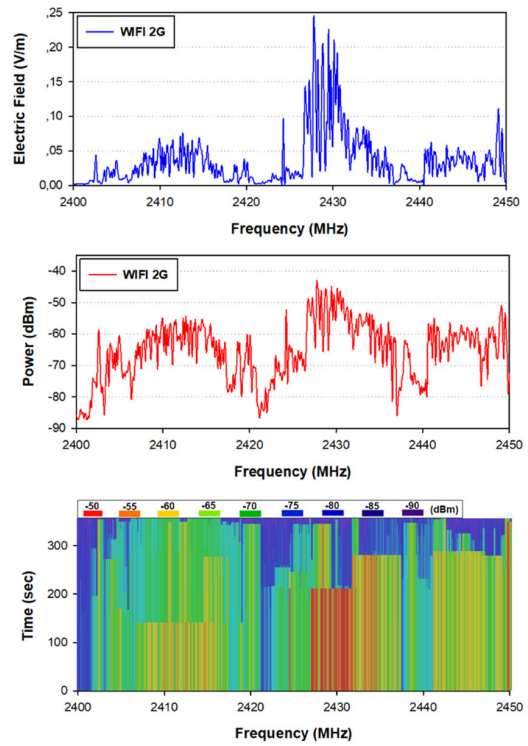 ,25
WIFI 2G
,20
,15
,10
,05
0,00
Electric Field (V/m)
2400 2410 2420 2430 2440 2450
Frequency (MHz)
-40
WIFI 2G
-50
-60
-70
-80
-90
Power (dBm)
2400 2410 2420 2430 2440 2450
Frequency (MHz)
-50 -55 -60 -65 -70 -75 -80 -85 -90 (dBm)
300
200
100
0
Time (sec)
2400 2410 2420 2430 2440 2450
Frequency (MHz)